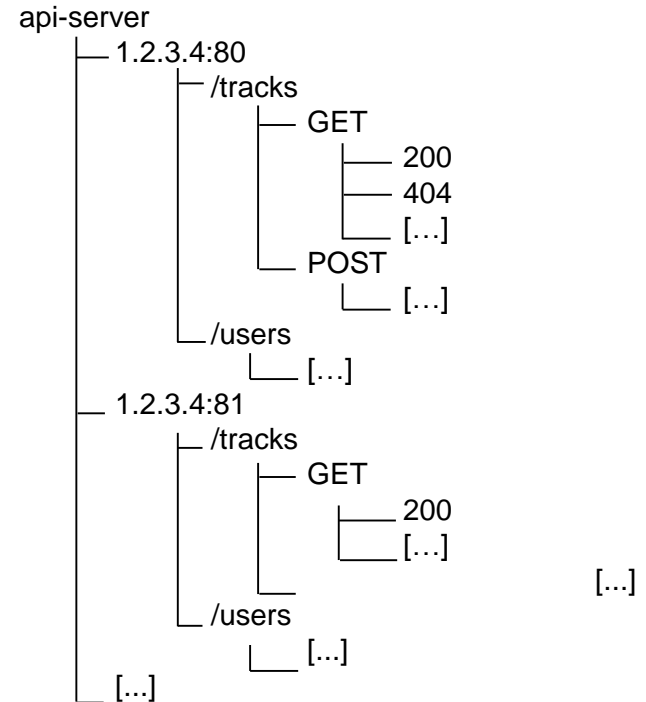 api-server
1.2.3.4:80
/tracks
GET
200
404
[…]
POST
[…]
/users
[…]
1.2.3.4:81
/tracks
GET
200
[…]
[...]
/users
[...]
[...]